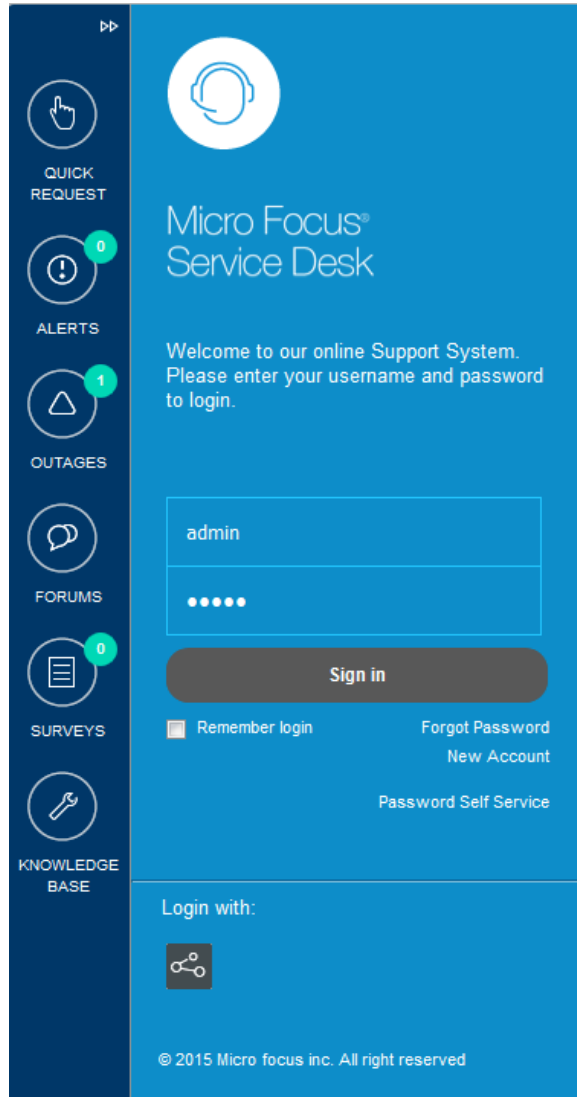 QUICK
REQUEST
0
ALERTS
1
OUTAGES
FORUMS
0
SURVEYS
KNOWLEDGE
BASE
Micro Focus®
Service Desk
Welcome to our online Support System.
Please enter your username and password
to login.
admin
●●●●●
Sign in
Remember login
Forgot Password
New Account
Password Self Service
Login with:
© 2015 Micro focus inc. All right reserved